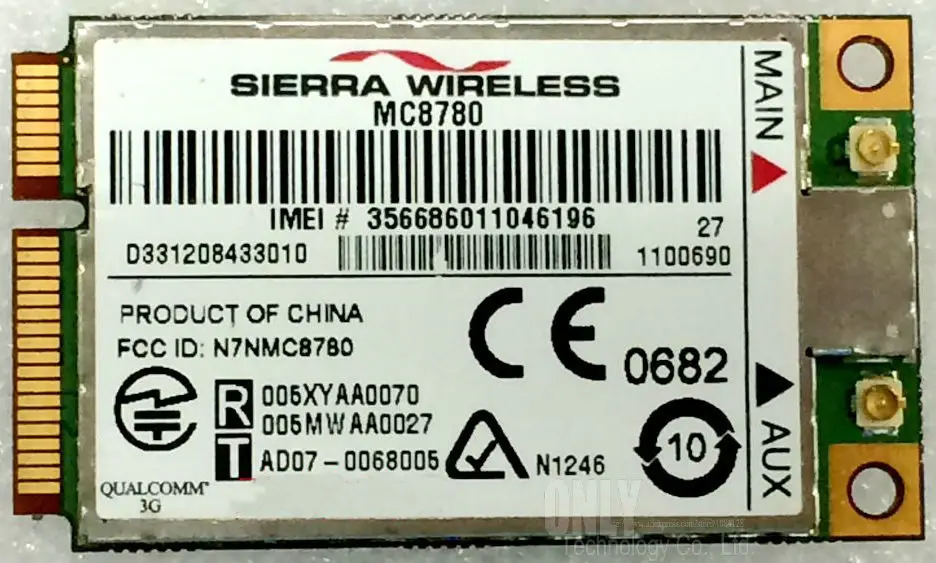 SIERRA WIRELESS
MC8780
IMEI # 356686011046196
27
D331208433010
1100690
PRODUCT OF CHINA
FCC ID: N7NMC8780
CE 0682
R 005XYAA0070
005MWAA0027
T AD07-0068005
N1246
10
QUALCOMM
3G
MAIN
AUX
ONLY
Technology Co., Ltd